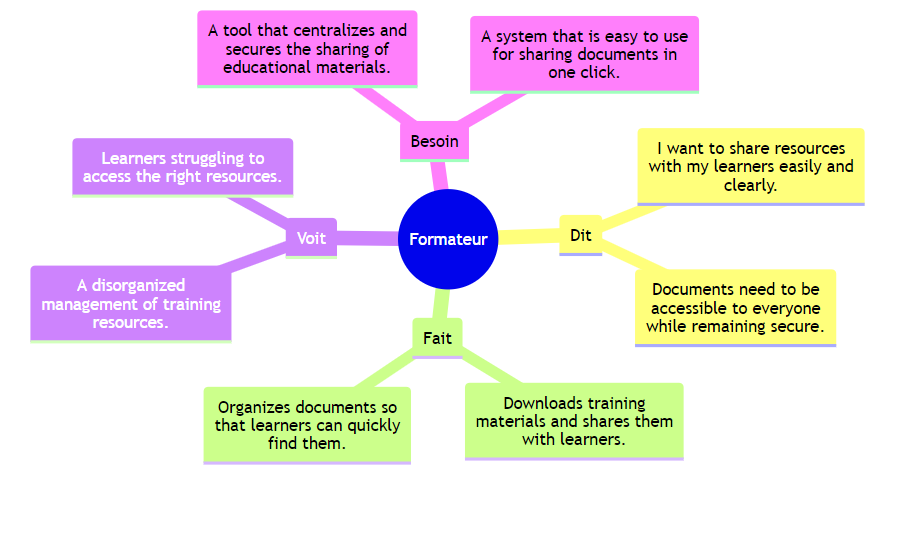 A tool that centralizes and
secures the sharing of
educational materials.
A system that is easy to use
for sharing documents in
one click.
Besoin
I want to share resources
with my learners easily and
clearly.
Learners struggling to
access the right resources.
Voit
Formateur
Dit
A disorganized
management of training
resources.
Documents need to be
accessible to everyone
while remaining secure.
Fait
Organizes documents so
that learners can quickly
find them.
Downloads training
materials and shares them
with learners.